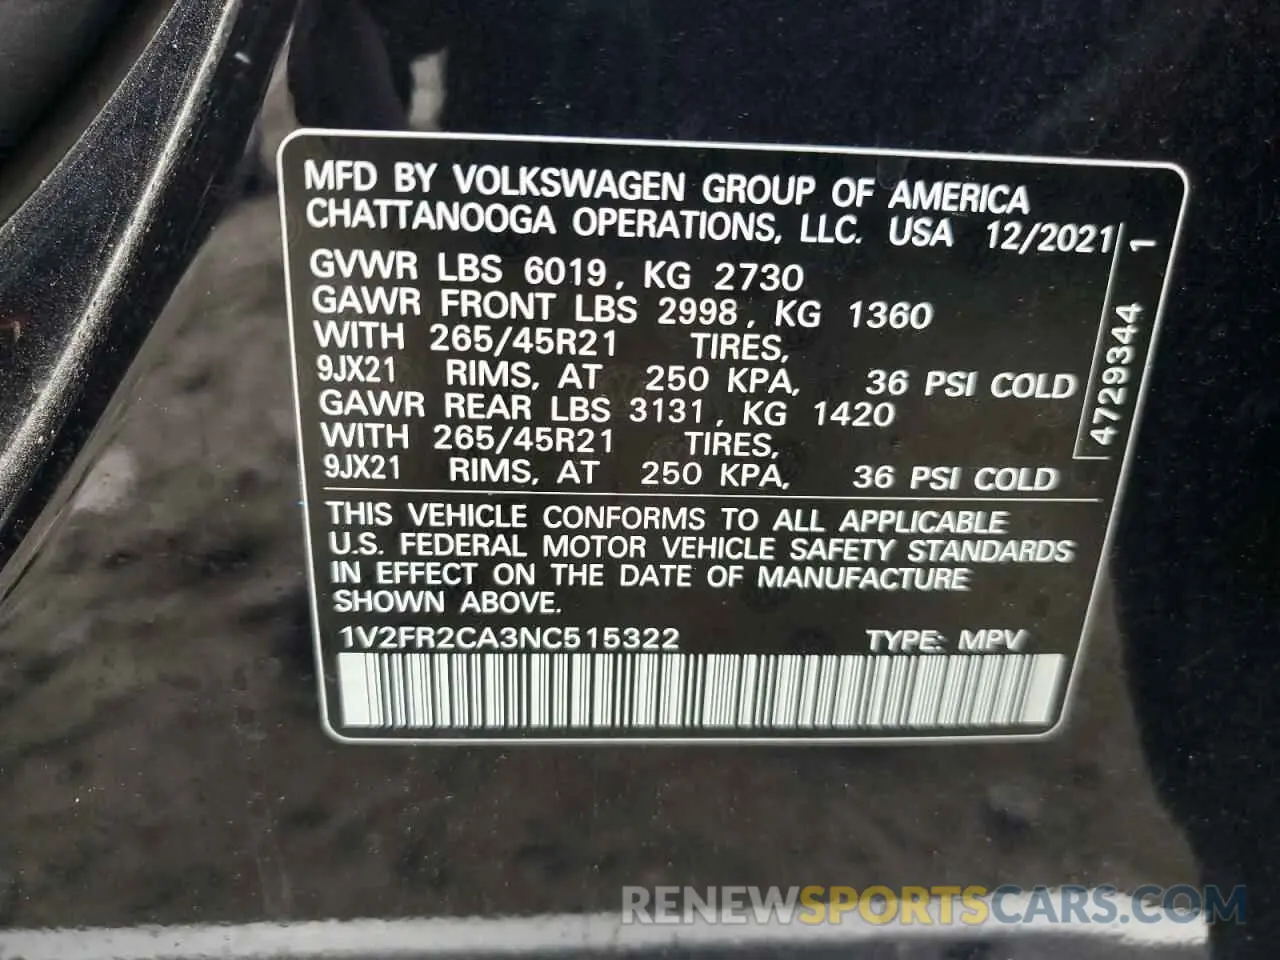 MFD BY VOLKSWAGEN GROUP OF AMERICA
CHATTANOOGA OPERATIONS, LLC. USA 12/2021
GVWR LBS 6019, KG 2730
GAWR FRONT LBS 2998, KG 1360
WITH 265/45R21 TIRES,
9JX21 RIMS, AT 250 KPA, 36 PSI COLD
GAWR REAR LBS 3131, KG 1420
WITH 265/45R21 TIRES,
9JX21 RIMS, AT 250 KPA, 36 PSI COLD
4729344 1
THIS VEHICLE CONFORMS TO ALL APPLICABLE
U.S. FEDERAL MOTOR VEHICLE SAFETY STANDARDS
IN EFFECT ON THE DATE OF MANUFACTURE
SHOWN ABOVE.
1V2FR2CA3NC515322 TYPE: MPV
RENEWSPORTSCARS.COM